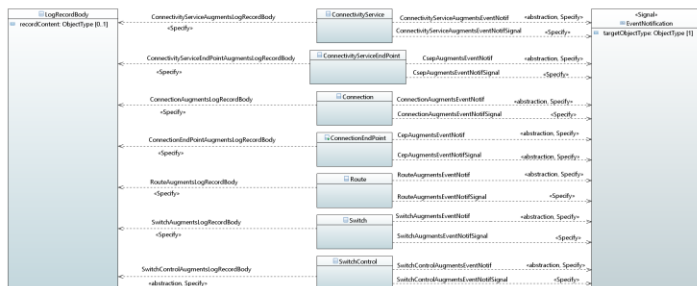 LogRecordBody
recordContent: ObjectType [0..1]
ConnectivityServiceAugmentsLogRecordBody
«Specify»
ConnectivityService
ConnectivityServiceAugmentsEventNotif
«abstraction, Specify»
ConnectivityServiceAugmentsEventNotifSignal
«Specify»
«Signal»
EventNotification
targetObjectType: ObjectType [1]
ConnectivityServiceEndPointAugmentsLogRecordBody
«Specify»
ConnectivityServiceEndPoint
CsepAugmentsEventNotif
«abstraction, Specify»
CsepAugmentsEventNotifSignal
«Specify»
ConnectionAugmentsLogRecordBody
«Specify»
Connection
ConnectionAugmentsEventNotif
«abstraction, Specify»
ConnectionAugmentsEventNotifSignal
«Specify»
ConnectionEndPointAugmentsLogRecordBody
«Specify»
ConnectionEndPoint
CepAugmentsEventNotif
«abstraction, Specify»
CepAugmentsEventNotifSignal
«abstraction, Specify»
RouteAugmentsLogRecordBody
«Specify»
Route
RouteAugmentsEventNotif
«abstraction, Specify»
RouteAugmentsEventNotifSignal
«Specify»
SwitchAugmentsLogRecordBody
«Specify»
Switch
SwitchAugmentsEventNotif
«abstraction, Specify»
SwitchAugmentsEventNotifSignal
«Specify»
SwitchControlAugmentsLogRecordBody
«abstraction, Specify»
SwitchControl
SwitchControlAugmentsEventNotif
«abstraction, Specify»
SwitchControlAugmentsEventNotifSignal
«Specify»